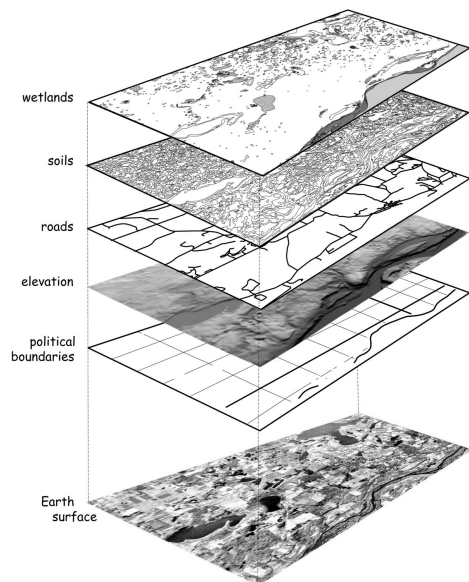 wetlands
soils
roads
elevation
political
boundaries
Earth
surface